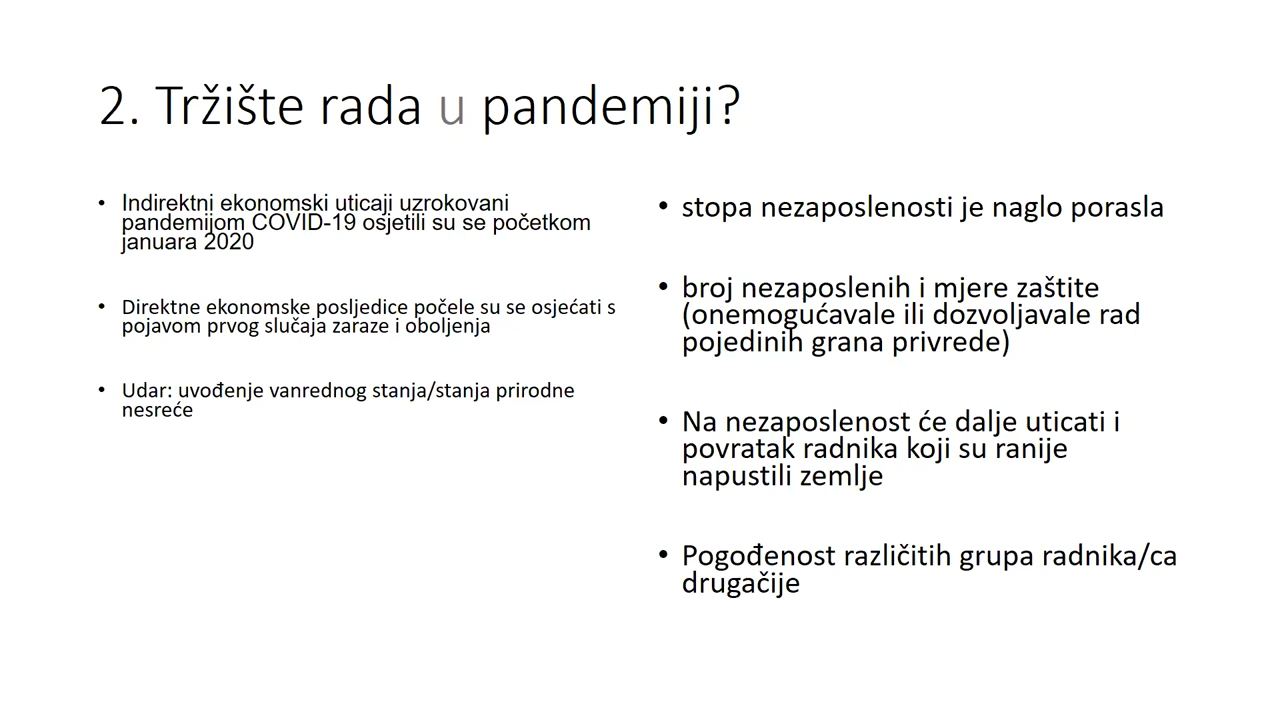 2. Tržište rada u pandemiji?
• Indirektni ekonomski uticaji uzrokovani
pandemijom COVID-19 osjetili su se početkom
januara 2020
• Direktne ekonomske posljedice počele su se osjećati s
pojavom prvog slučaja zaraze i oboljenja
• Udar: uvođenje vanrednog stanja/stanja prirodne
nesreće
• stopa nezaposlenosti je naglo porasla
• broj nezaposlenih i mjere zaštite
(onemogućavale ili dozvoljavale rad
pojedinih grana privrede)
• Na nezaposlenost će dalje uticati i
povratak radnika koji su ranije
napustili zemlje
• Pogođenost različitih grupa radnika/ca
drugačije